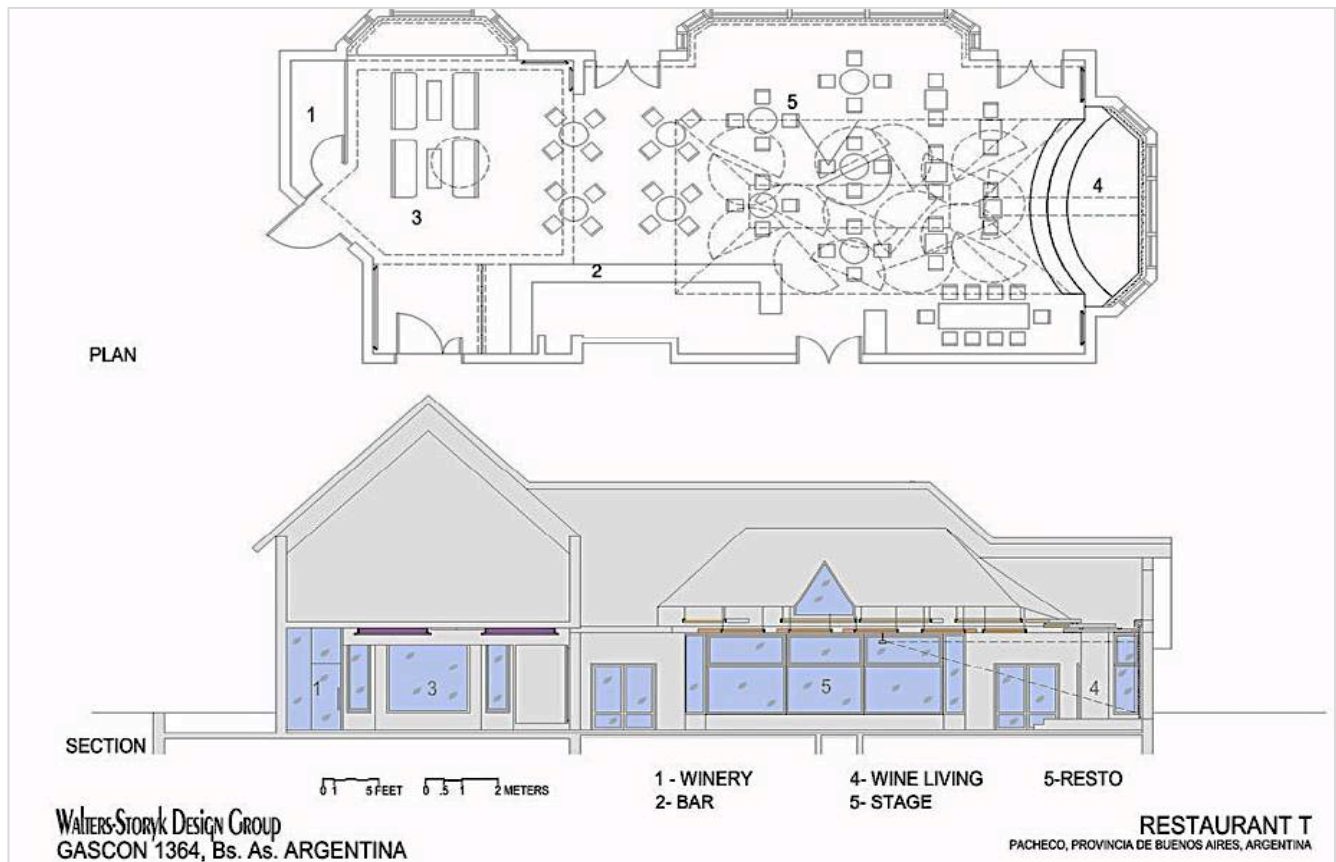 1
5
4
3
2
PLAN
1
3
5
4
SECTION
0 1 5 FEET 0 .5 1 2 METERS
1 - WINERY 4- WINE LIVING 5-RESTO
2- BAR 5- STAGE
WALTERS-STORYK DESIGN GROUP RESTAURANT T
GASCON 1364, Bs. As. ARGENTINA PACHECO, PROVINCIA DE BUENOS AIRES, ARGENTINA